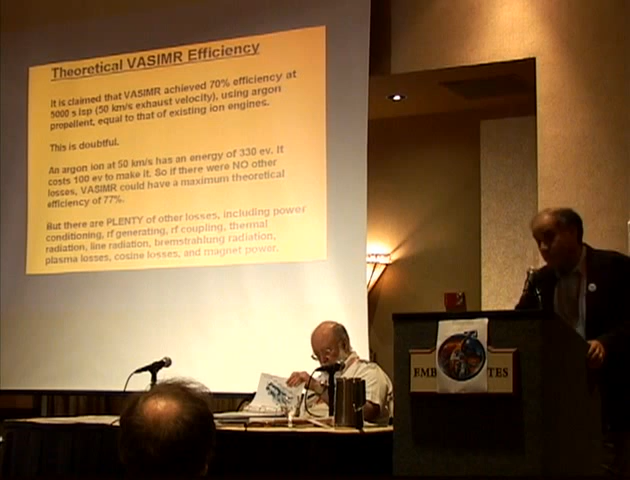 Theoretical VASIMR Efficiency
It is claimed that VASIMR achieved 70% efficiency at
5000 s Isp (50 km/s exhaust velocity), using argon
propellent, equal to that of existing ion engines.
This is doubtful.
An argon ion at 50 km/s has an energy of 330 ev. It
costs 100 ev to make it. So if there were NO other
losses, VASIMR could have a maximum theoretical
efficiency of 77%.
But there are PLENTY of other losses, including power
conditioning, rf generating, rf coupling, thermal
radiation, line radiation, bremstrahlung radiation,
plasma losses, cosine losses, and magnet power.
EMB TES